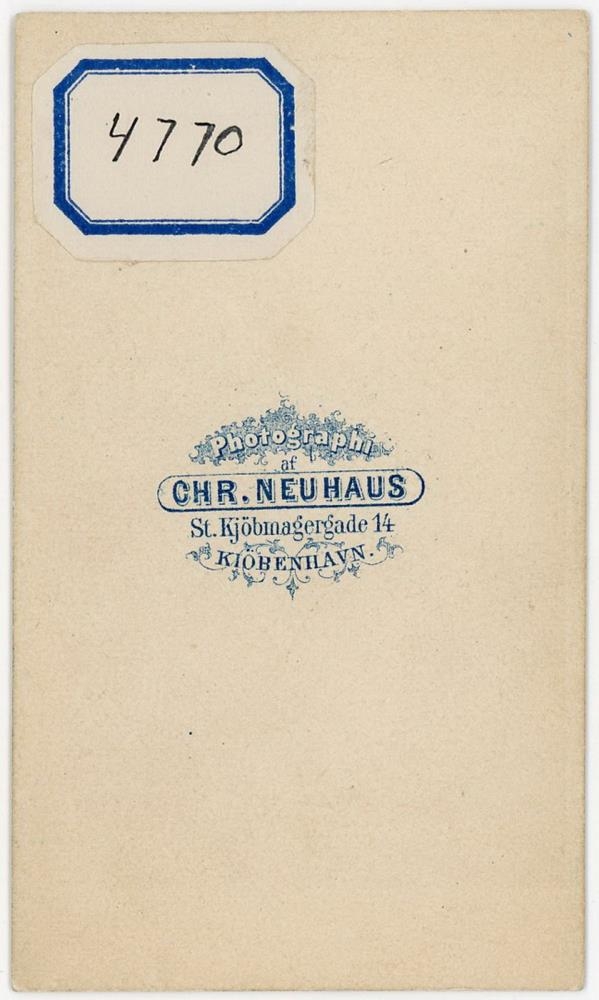 4770
Photographi
af
CHR. NEUHAUS
St. Kjöbmagergade 14
KIÖBENHAVN.